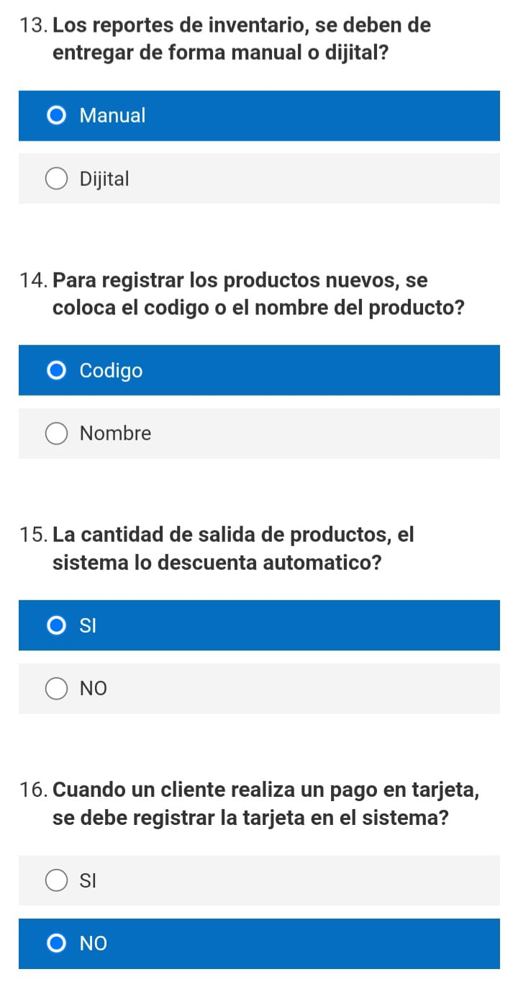 13. Los reportes de inventario, se deben de
entregar de forma manual o dijital?
Manual
Dijital
14. Para registrar los productos nuevos, se
coloca el codigo o el nombre del producto?
Codigo
Nombre
15. La cantidad de salida de productos, el
sistema lo descuenta automatico?
SI
NO
16. Cuando un cliente realiza un pago en tarjeta,
se debe registrar la tarjeta en el sistema?
SI
NO